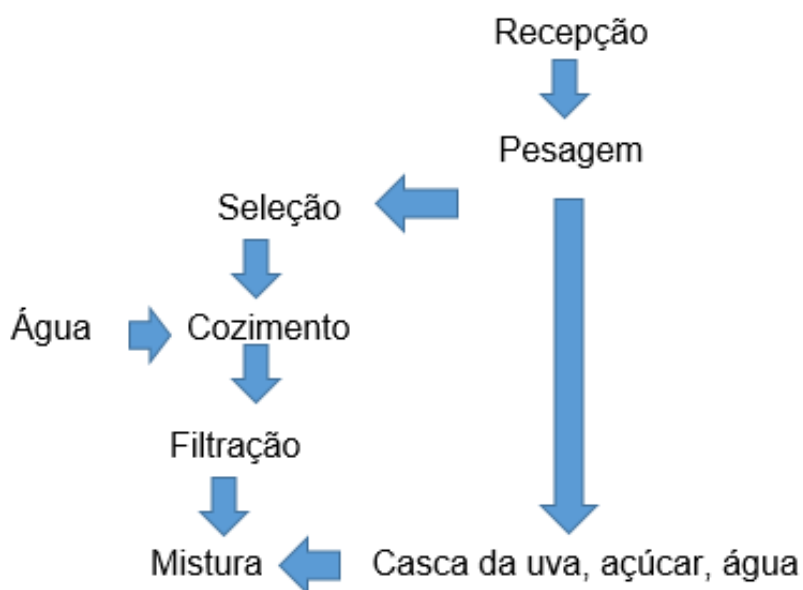 Recepção
Pesagem
Seleção
Água
Cozimento
Filtração
Mistura
Casca da uva, açúcar, água